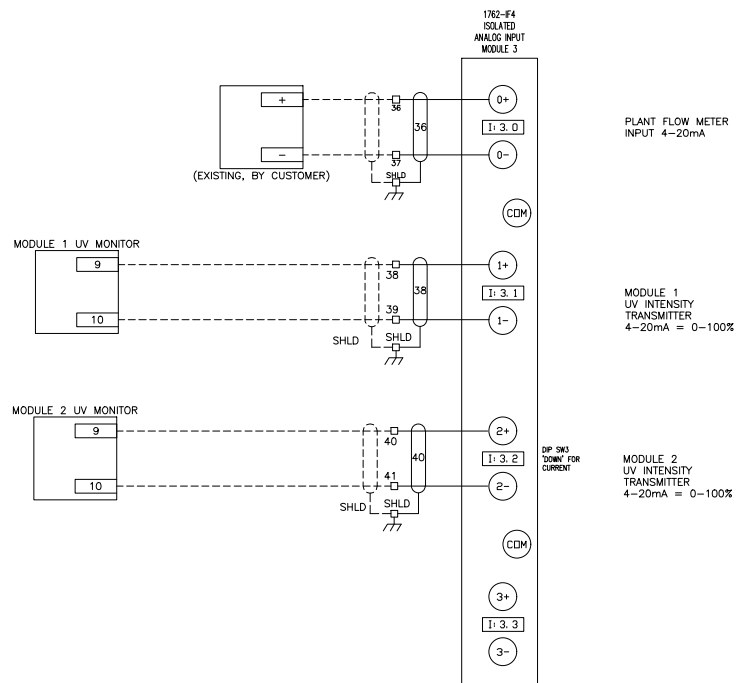 1762-IF4
ISOLATED
ANALOG INPUT
MODULE 3
+
36
36
0+
I: 3. 0
PLANT FLOW METER
INPUT 4-20mA
-
37
0-
SHLD
(EXISTING, BY CUSTOMER)
COM
MODULE 1 UV MONITOR
9
38
38
1+
I: 3. 1
MODULE 1
UV INTENSITY
TRANSMITTER
4-20mA = 0-100%
10
39
1-
SHLD
SHLD
MODULE 2 UV MONITOR
9
40
40
2+
I: 3. 2
DIP SW3
'DOWN' FOR
CURRENT
MODULE 2
UV INTENSITY
TRANSMITTER
4-20mA = 0-100%
10
41
2-
SHLD
SHLD
COM
3+
I: 3. 3
3-